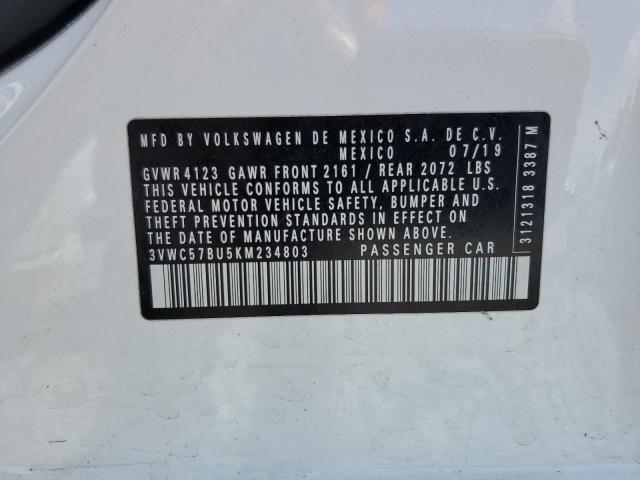 MFD BY VOLKSWAGEN DE MEXICO S.A. DE C.V.
MEXICO 07/19
GVWR 4123 GAWR FRONT 2161 / REAR 2072 LBS
THIS VEHICLE CONFORMS TO ALL APPLICABLE U.S.
FEDERAL MOTOR VEHICLE SAFETY, BUMPER AND
THEFT PREVENTION STANDARDS IN EFFECT ON THE
DATE OF MANUFACTURE SHOWN ABOVE.
3VWC57BU5KM234803 PASSENGER CAR
3121318 3387 M